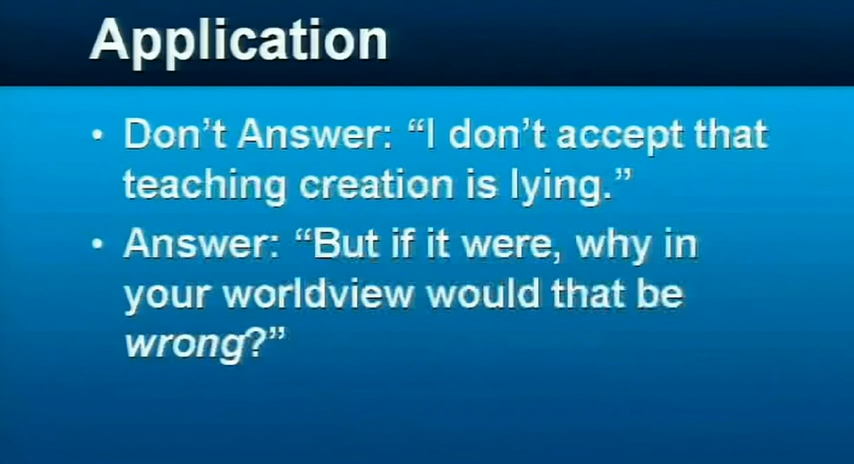 Application
• Don't Answer: “I don't accept that
teaching creation is lying.”
• Answer: “But if it were, why in
your worldview would that be
wrong?”